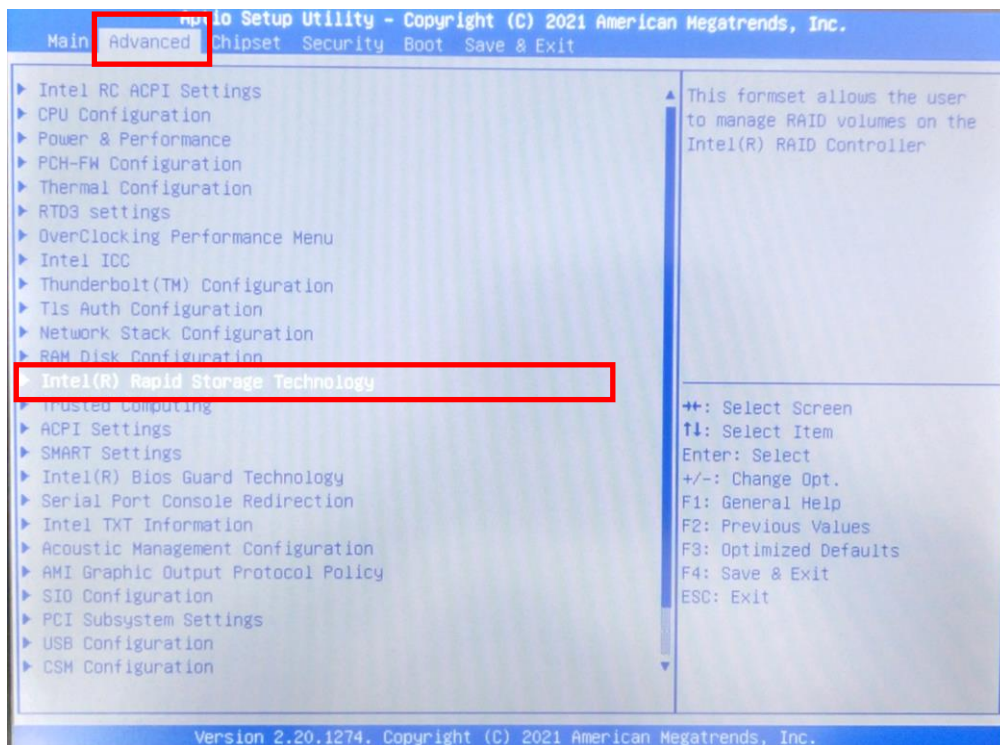 Aptio Setup Utility – Copyright (C) 2021 American Megatrends, Inc.
Main Advanced Chipset Security Boot Save & Exit
Intel RC ACPI Settings
CPU Configuration
Power & Performance
PCH-FW Configuration
Thermal Configuration
RTD3 settings
OverClocking Performance Menu
Intel ICC
Thunderbolt(TM) Configuration
Tls Auth Configuration
Network Stack Configuration
RAM Disk Configuration
Intel(R) Rapid Storage Technology
Trusted Computing
ACPI Settings
SMART Settings
Intel(R) Bios Guard Technology
Serial Port Console Redirection
Intel TXT Information
Acoustic Management Configuration
AMI Graphic Output Protocol Policy
SIO Configuration
PCI Subsystem Settings
USB Configuration
CSM Configuration
This formset allows the user
to manage RAID volumes on the
Intel(R) RAID Controller
→←: Select Screen
↑↓: Select Item
Enter: Select
+/-: Change Opt.
F1: General Help
F2: Previous Values
F3: Optimized Defaults
F4: Save & Exit
ESC: Exit
Version 2.20.1274. Copyright (C) 2021 American Megatrends, Inc.